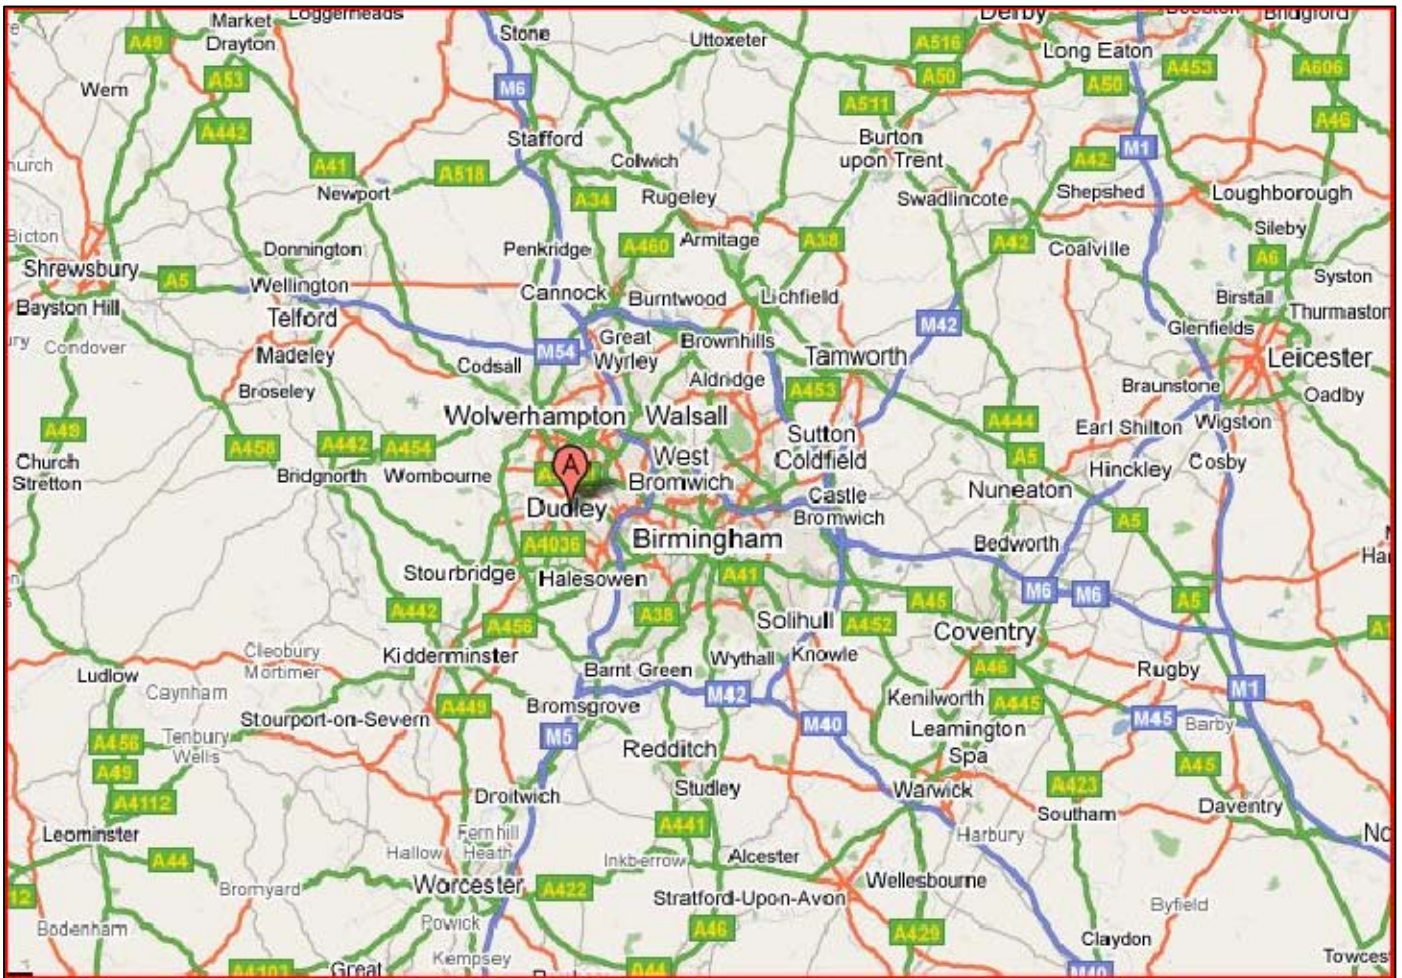 Market
Drayton
Loggerheads
Stone
Uttoxeter
Derby
Long Eaton
Bridgford
A49
A53
M6
A516
A50
A50
A453
A606
Wern
A511
A46
A442
Stafford
Burton
upon Trent
M1
A41
A518
Colwich
A42
Newport
A34
Rugeley
Swadlincote
Shepshed
Loughborough
Bicton
Donnington
Penkridge
A460
Armitage
A38
A42
Coalville
Sileby
Shrewsbury
A5
Wellington
A6
Syston
Bayston Hill
Telford
Cannock
Burntwood
Lichfield
Birstall
Thurmaston
M42
Glenfields
Condover
Madeley
M54
Great
Wyrley
Brownhills
Tamworth
Leicester
Codsall
Aldridge
A453
Braunstone
Oadby
Broseley
Wolverhampton
Walsall
A444
Earl Shilton
Wigston
A49
A458
A442
A454
Sutton
Coldfield
A5
Church
Stretton
Bridgnorth
Wombourne
A
West
Bromwich
Hinckley
Cosby
Dudley
Castle
Bromwich
Nuneaton
A5
Birmingham
A4036
Bedworth
Stourbridge
Halesowen
A41
M6
M6
A442
A456
A38
A45
A5
Solihull
A452
Coventry
Cleobury
Mortimer
Kidderminster
Barnt Green
Wythall
Knowle
A46
Rugby
Ludlow
Caynham
M42
Kenilworth
A445
M1
Stourport-on-Severn
A449
Bromsgrove
M40
M45
Barby
A456
Tenbury
Wells
M5
Redditch
Leamington
Spa
A49
A45
A4112
Droitwich
Studley
Warwick
A423
Daventry
Leominster
Fernhill
Heath
A441
Southam
Harbury
A44
Hallow
Inkberrow
Alcester
Bromyard
Worcester
A422
Stratford-Upon-Avon
Wellesbourne
Byfield
Bodenham
Powick
A46
A429
Claydon
Kempsey
A4103
Great
A44
M40
Towces